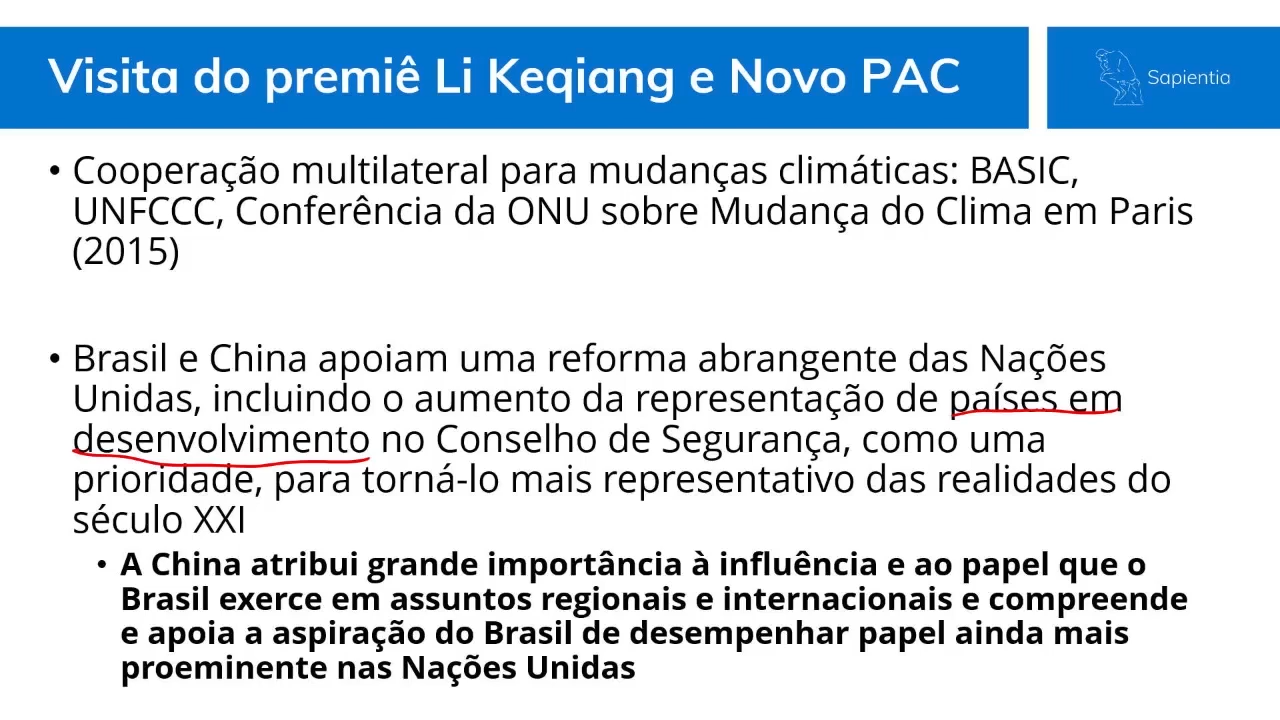 Visita do premiê Li Keqiang e Novo PAC
Sapientia
• Cooperação multilateral para mudanças climáticas: BASIC,
UNFCCC, Conferência da ONU sobre Mudança do Clima em Paris
(2015)
• Brasil e China apoiam uma reforma abrangente das Nações
Unidas, incluindo o aumento da representação de países em
desenvolvimento no Conselho de Segurança, como uma
prioridade, para torná-lo mais representativo das realidades do
século XXI
• A China atribui grande importância à influência e ao papel que o
Brasil exerce em assuntos regionais e internacionais e compreende
e apoia a aspiração do Brasil de desempenhar papel ainda mais
proeminente nas Nações Unidas